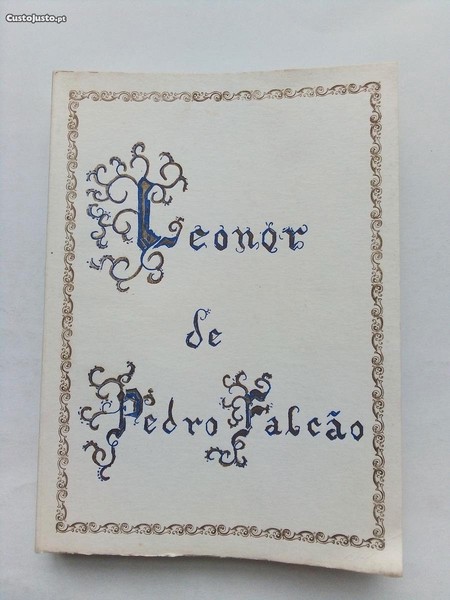 CustoJusto.pt
Leonor
de
Pedro Falcão